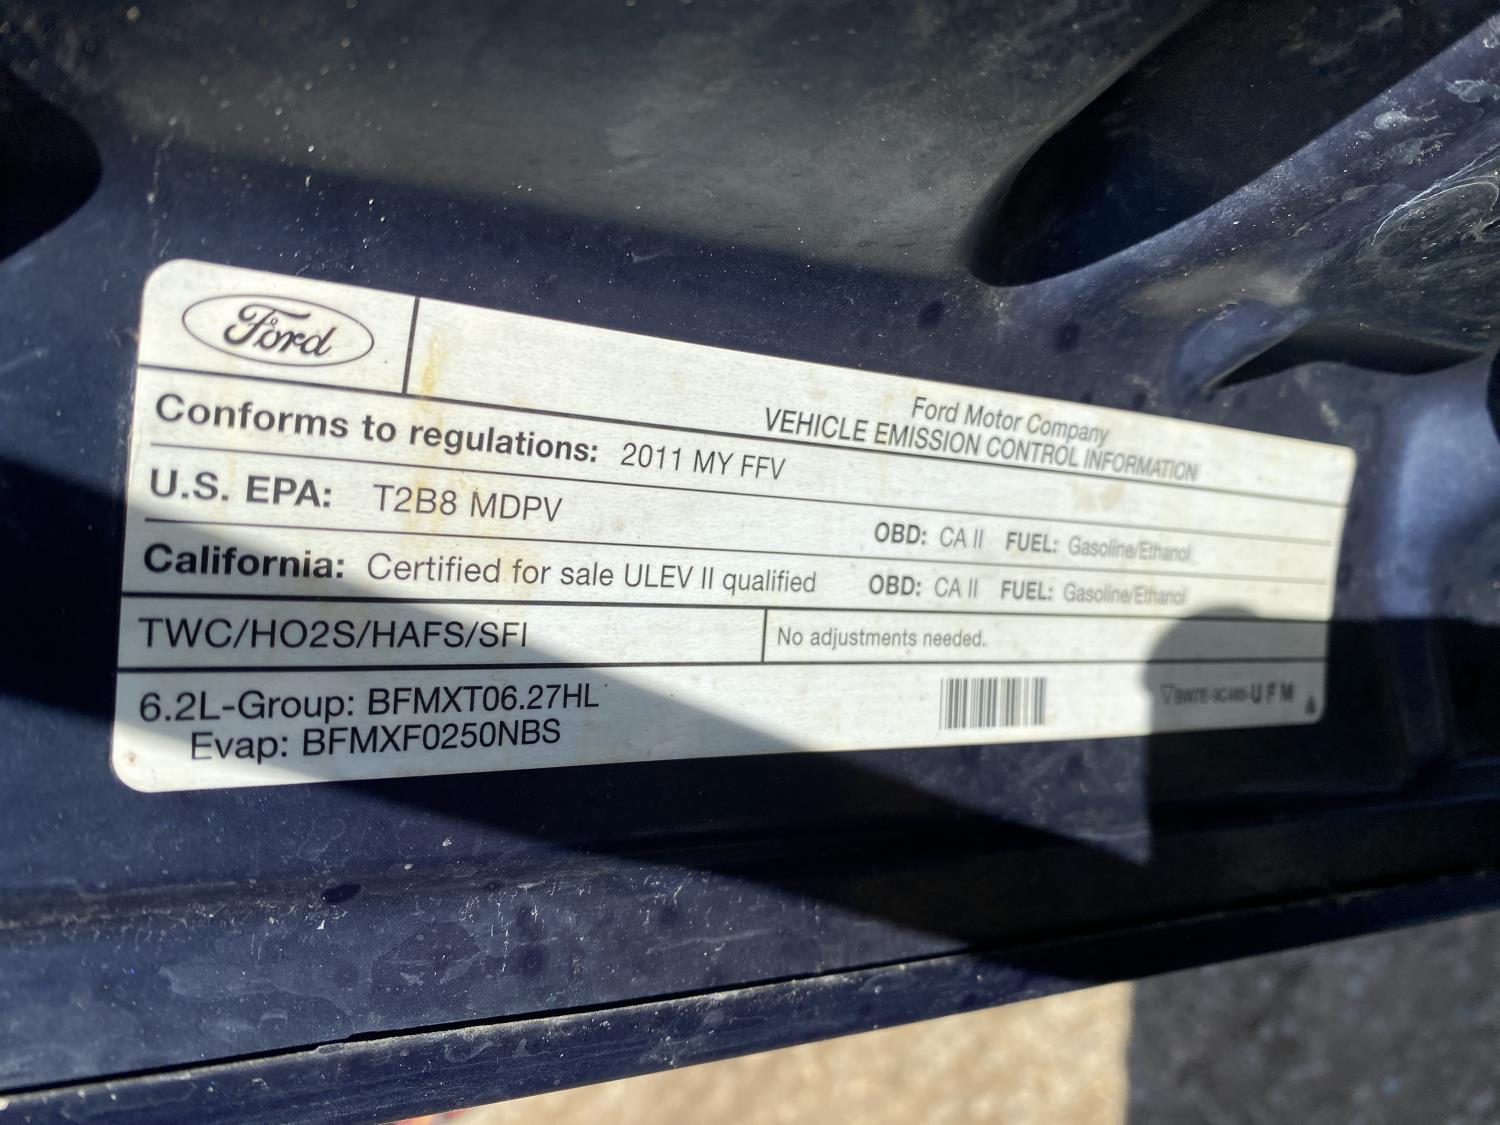 Ford
Ford Motor Company
VEHICLE EMISSION CONTROL INFORMATION
Conforms to regulations: 2011 MY FFV
U.S. EPA: T2B8 MDPV OBD: CA II FUEL: Gasoline/Ethanol
California: Certified for sale ULEV II qualified OBD: CA II FUEL: Gasoline/Ethanol
TWC/HO2S/HAFS/SFI No adjustments needed.
6.2L-Group: BFMXT06.27HL
Evap: BFMXF0250NBS
UFM